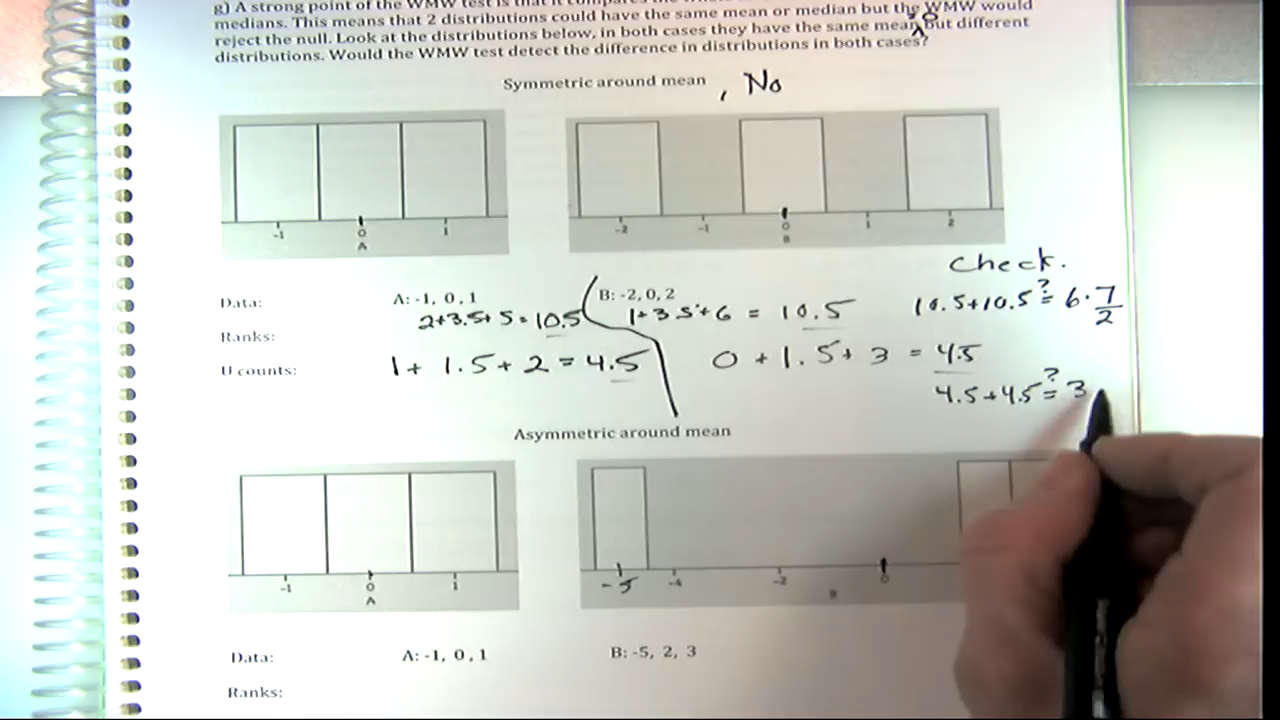 g) A strong point of the WMW test is that it compares the
medians. This means that 2 distributions could have the same mean or median but the WMW would
reject the null. Look at the distributions below, in both cases they have the same mean but different
distributions. Would the WMW test detect the difference in distributions in both cases?
Symmetric around mean , No
-1 0 1
A
-2 -1 0 1 2
B
Check.
Data: A: -1, 0, 1 B: -2, 0, 2
10.5+10.5 ?= 6·7/2
Ranks: 2+3.5+5=10.5 1+3.5+6 = 10.5
U counts: 1+ 1.5+2=4.5 0+1.5+3 = 4.5
4.5+4.5 ?= 3
Asymmetric around mean
-1 0 1
A
-5 -4 -2 0
B
Data: A: -1, 0, 1 B: -5, 2, 3
Ranks: